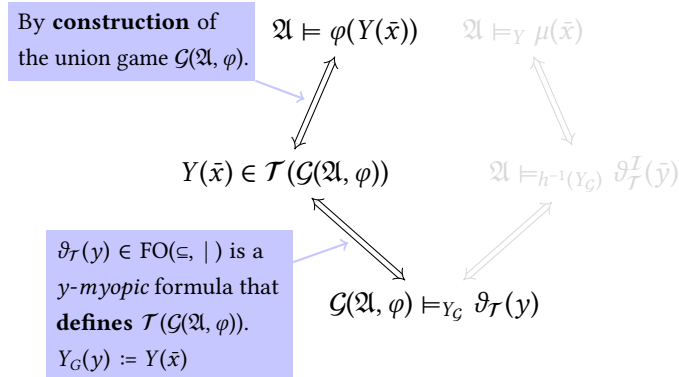 By construction of
the union game 𝒢(𝔄, φ).
𝔄 ⊨ φ(Y(x̄))
𝔄 ⊨_Y μ(x̄)
Y(x̄) ∈ 𝒯(𝒢(𝔄, φ))
𝔄 ⊨_{h⁻¹(Y_𝒢)} ϑ_𝒯^ℐ(ȳ)
ϑ_𝒯(y) ∈ FO(⊆, | ) is a
y-myopic formula that
defines 𝒯(𝒢(𝔄, φ)).
Y_G(y) ≔ Y(x̄)
𝒢(𝔄, φ) ⊨_{Y_𝒢} ϑ_𝒯(y)